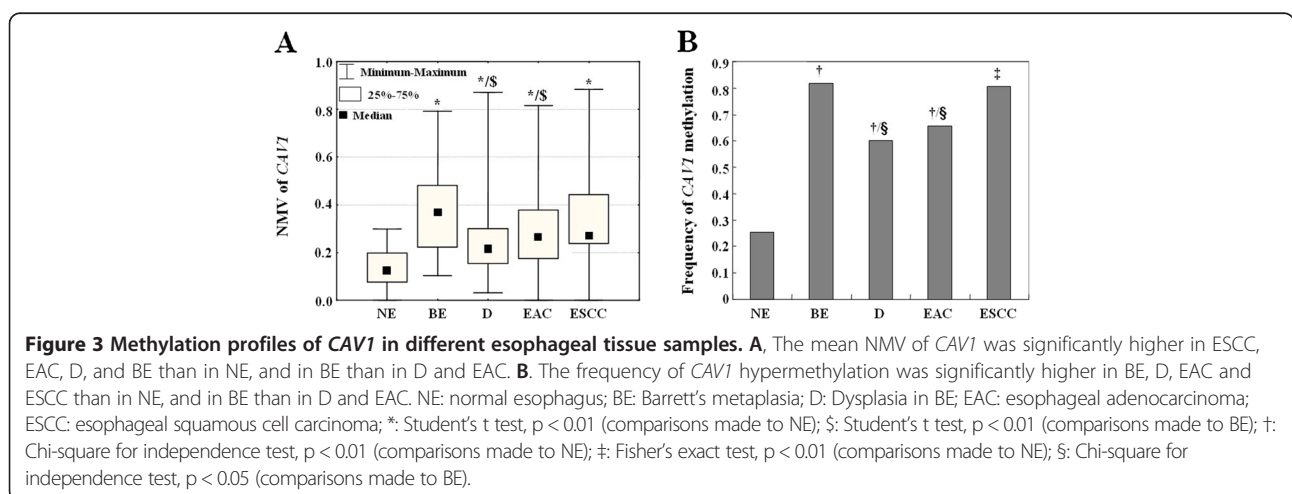 A
B
1.0
0.8
0.6
0.4
0.2
0.0
NMV of CAV1
Minimum-Maximum
25%-75%
Median
*
*/$
*/$
*
NE BE D EAC ESCC
0.9
0.8
0.7
0.6
0.5
0.4
0.3
0.2
0.1
0
Frequency of CAV1 methylation
†
†/§
†/§
‡
NE BE D EAC ESCC
Figure 3 Methylation profiles of CAV1 in different esophageal tissue samples. A, The mean NMV of CAV1 was significantly higher in ESCC,
EAC, D, and BE than in NE, and in BE than in D and EAC. B. The frequency of CAV1 hypermethylation was significantly higher in BE, D, EAC and
ESCC than in NE, and in BE than in D and EAC. NE: normal esophagus; BE: Barrett's metaplasia; D: Dysplasia in BE; EAC: esophageal adenocarcinoma;
ESCC: esophageal squamous cell carcinoma; *: Student's t test, p < 0.01 (comparisons made to NE); $: Student's t test, p < 0.01 (comparisons made to BE); †:
Chi-square for independence test, p < 0.01 (comparisons made to NE); ‡: Fisher's exact test, p < 0.01 (comparisons made to NE); §: Chi-square for
independence test, p < 0.05 (comparisons made to BE).